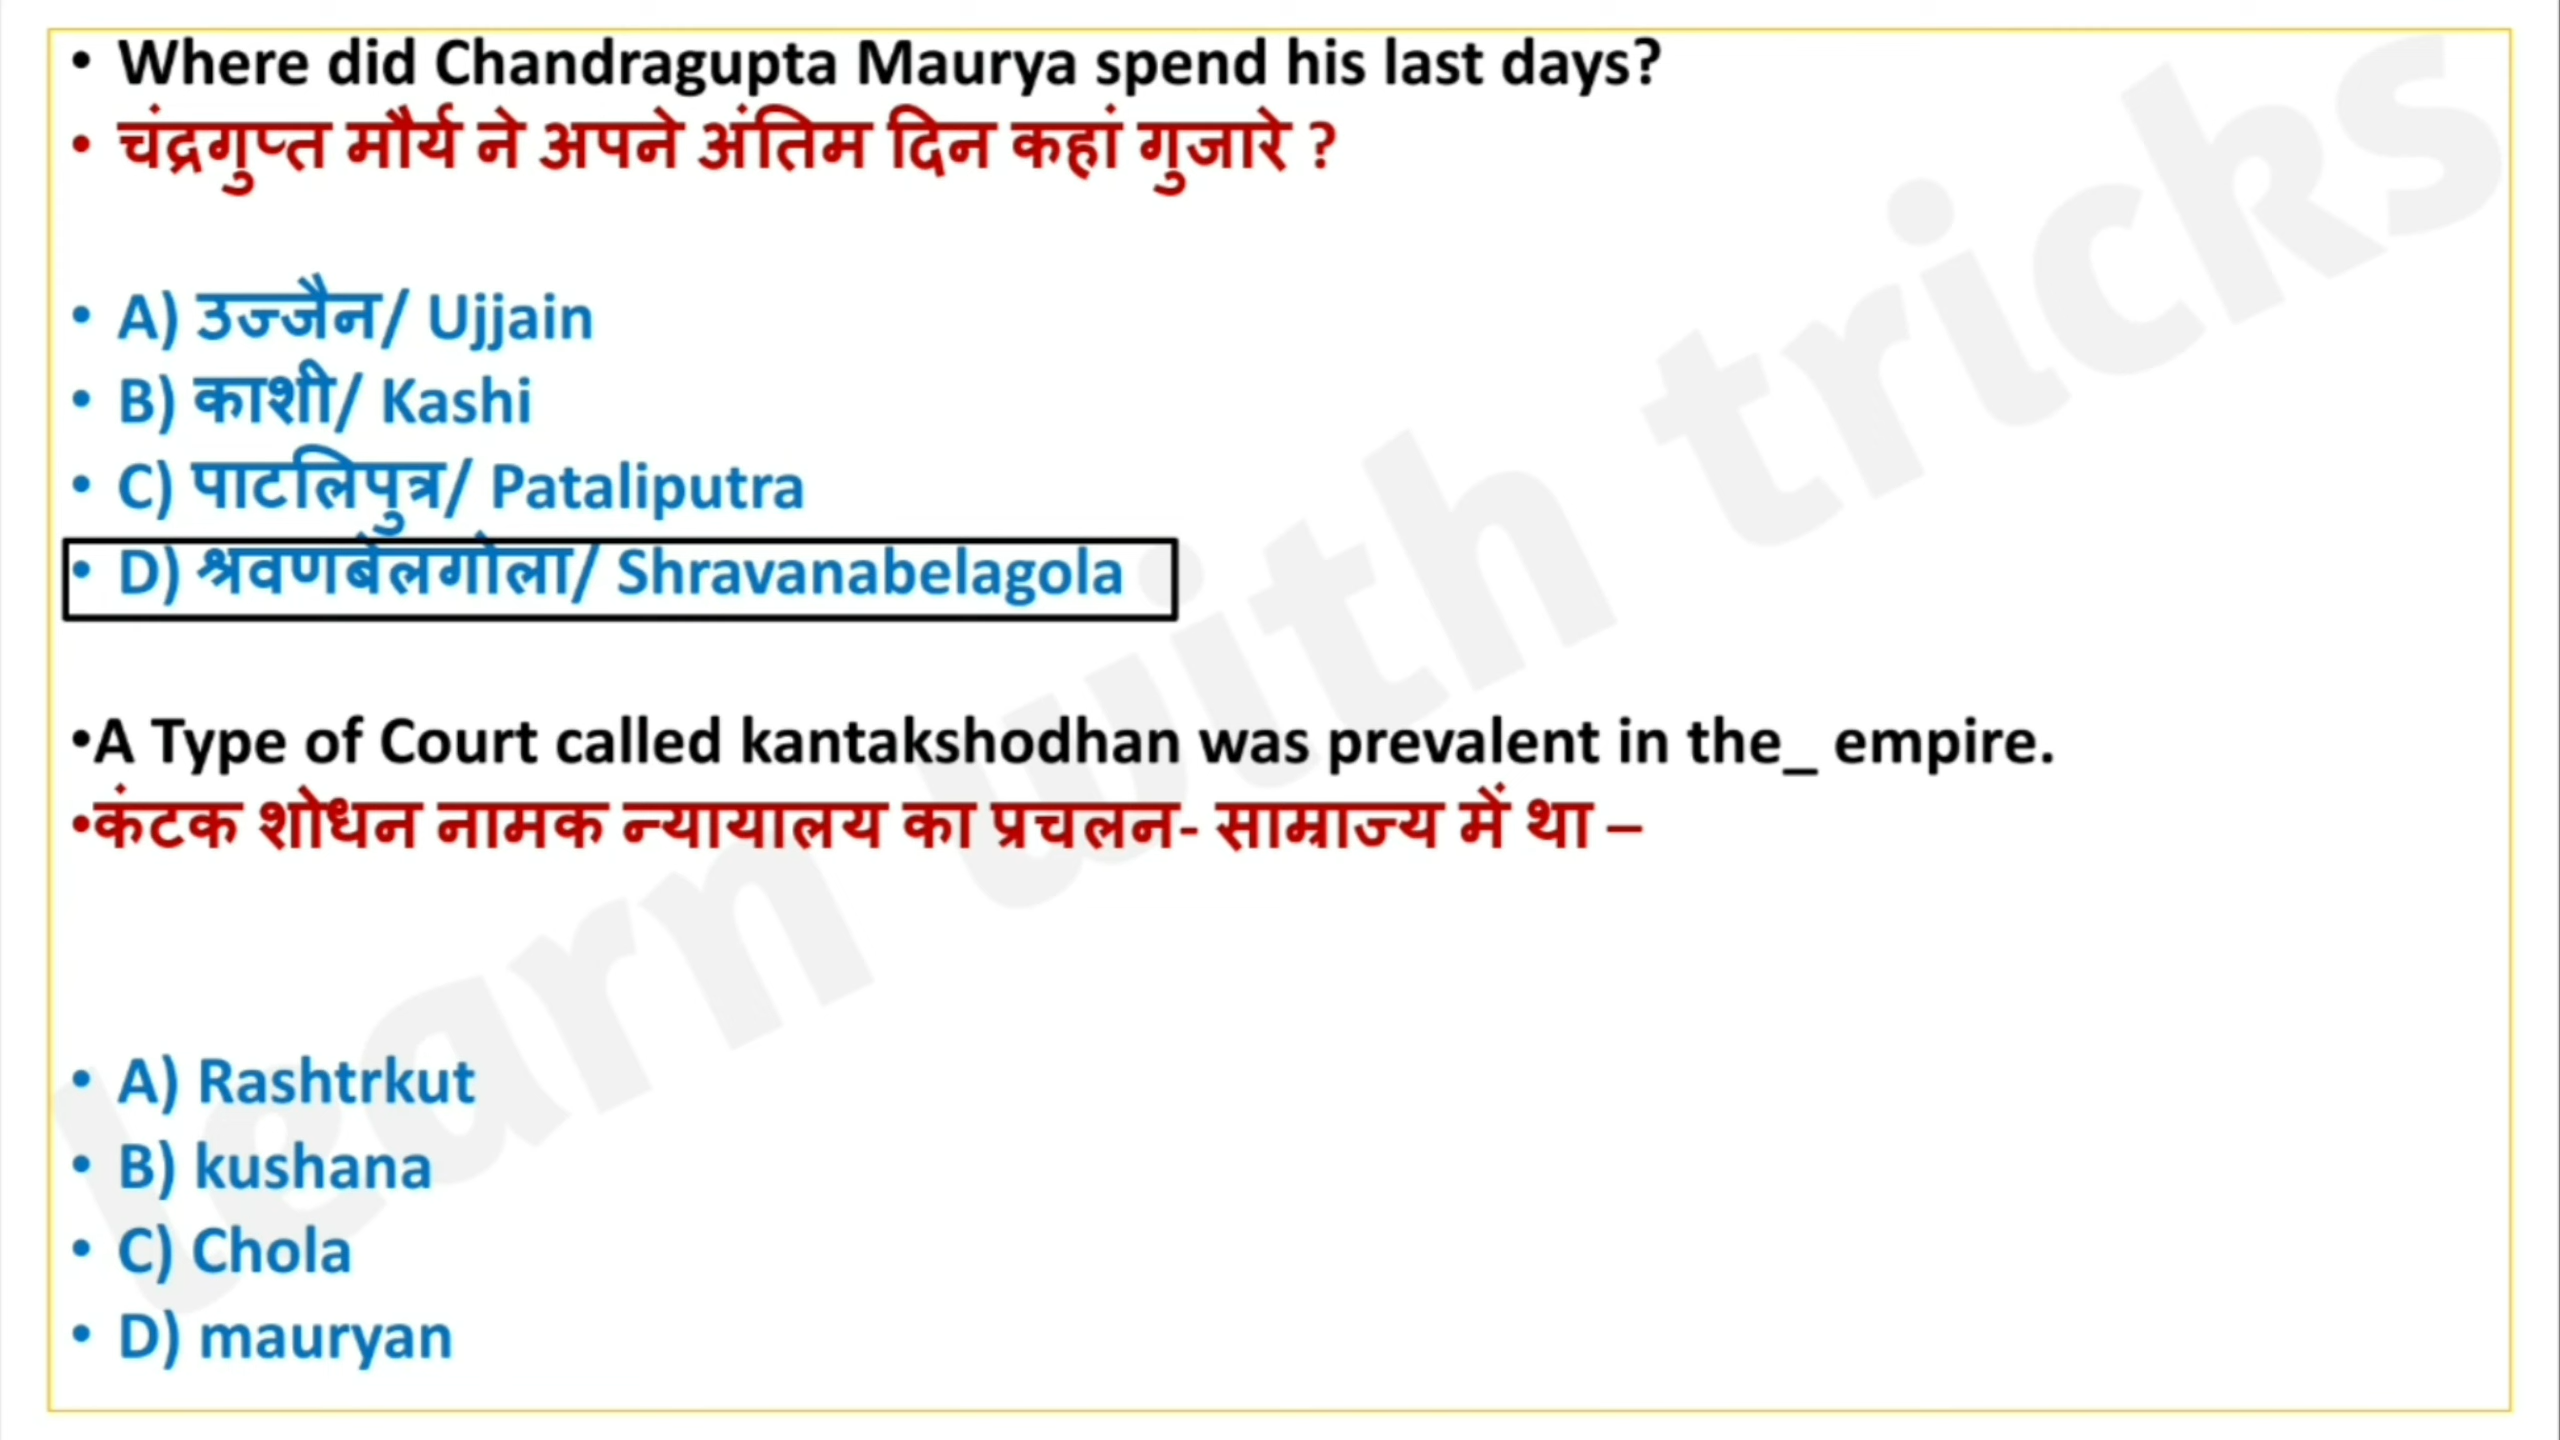 • Where did Chandragupta Maurya spend his last days?
• चंद्रगुप्त मौर्य ने अपने अंतिम दिन कहां गुजारे ?
• A) उज्जैन/ Ujjain
• B) काशी/ Kashi
• C) पाटलिपुत्र/ Pataliputra
• D) श्रवणबेलगोला/ Shravanabelagola
•A Type of Court called kantakshodhan was prevalent in the_ empire.
•कंटक शोधन नामक न्यायालय का प्रचलन- साम्राज्य में था –
• A) Rashtrkut
• B) kushana
• C) Chola
• D) mauryan
learn with tricks